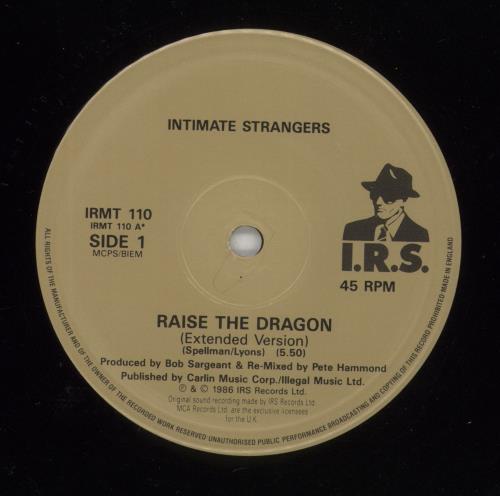 INTIMATE STRANGERS
IRMT 110
IRMT 110 A*
SIDE 1
MCPS/BIEM
I.R.S.
45 RPM
RAISE THE DRAGON
(Extended Version)
(Spellman/Lyons) (5.50)
Produced by Bob Sargeant & Re-Mixed by Pete Hammond
Published by Carlin Music Corp./Illegal Music Ltd.
℗ & © 1986 IRS Records Ltd.
Original sound recording made by IRS Records Ltd.
MCA Records Ltd. are the exclusive licensees
for the U.K.
ALL RIGHTS OF THE MANUFACTURER AND OF THE OWNER OF THE RECORDED WORK RESERVED UNAUTHORISED PUBLIC PERFORMANCE BROADCASTING AND COPYING OF THIS RECORD PROHIBITED MADE IN ENGLAND